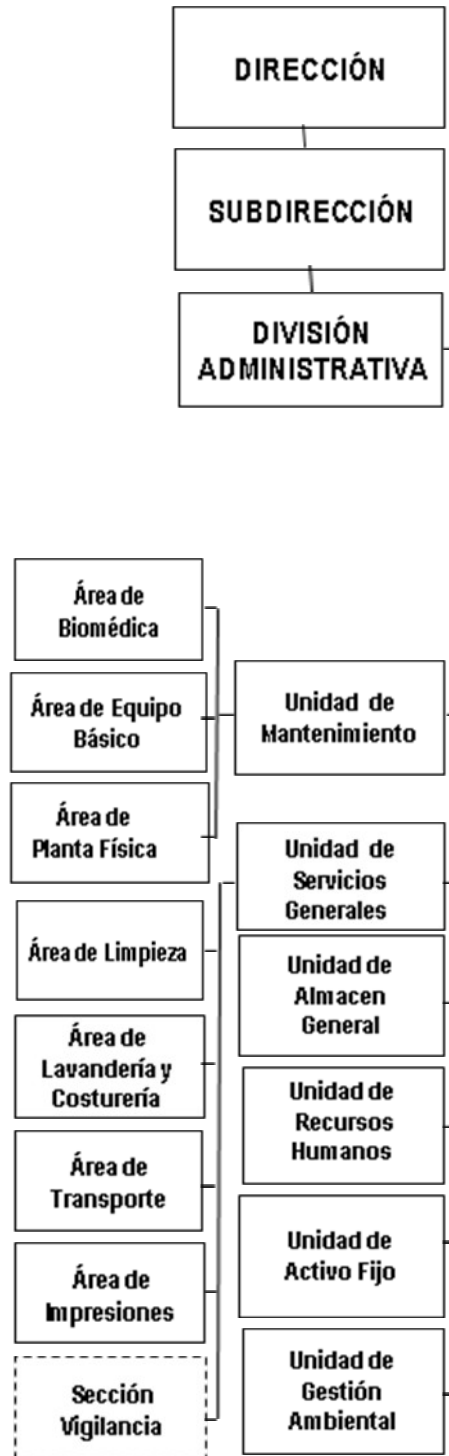 DIRECCIÓN
SUBDIRECCIÓN
DIVISIÓN
ADMINISTRATIVA
Área de
Biomédica
Área de Equipo
Básico
Área de
Planta Física
Unidad de
Mantenimiento
Unidad de
Servicios
Generales
Área de Limpieza
Área de
Lavandería y
Costurería
Área de
Transporte
Área de
Impresiones
Sección
Vigilancia
Unidad de
Almacen
General
Unidad de
Recursos
Humanos
Unidad de
Activo Fijo
Unidad de
Gestión
Ambiental